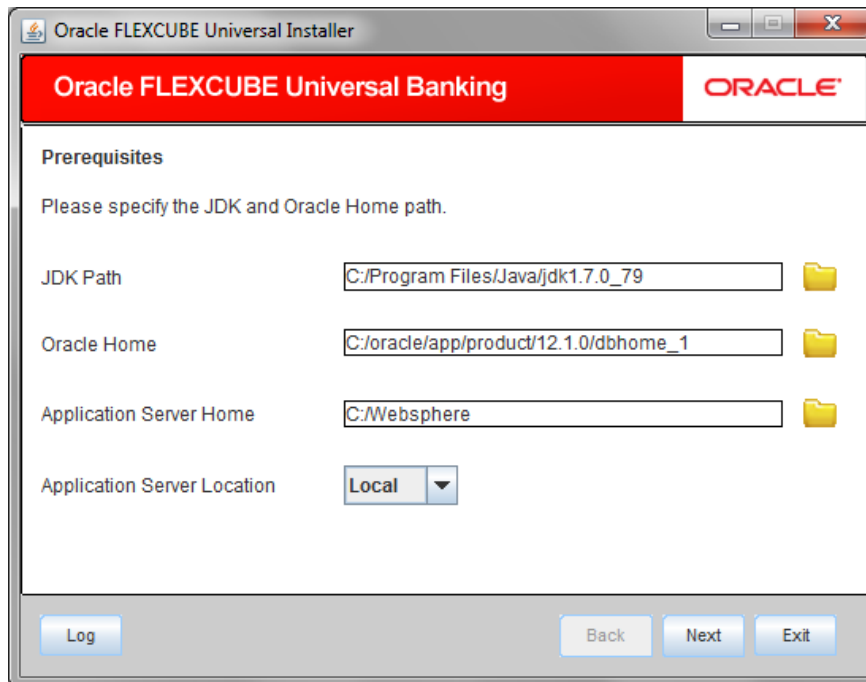 Oracle FLEXCUBE Universal Installer
Oracle FLEXCUBE Universal Banking
ORACLE
Prerequisites
Please specify the JDK and Oracle Home path.
JDK Path C:/Program Files/Java/jdk1.7.0_79
Oracle Home C:/oracle/app/product/12.1.0/dbhome_1
Application Server Home C:/Websphere
Application Server Location Local
Log Back Next Exit